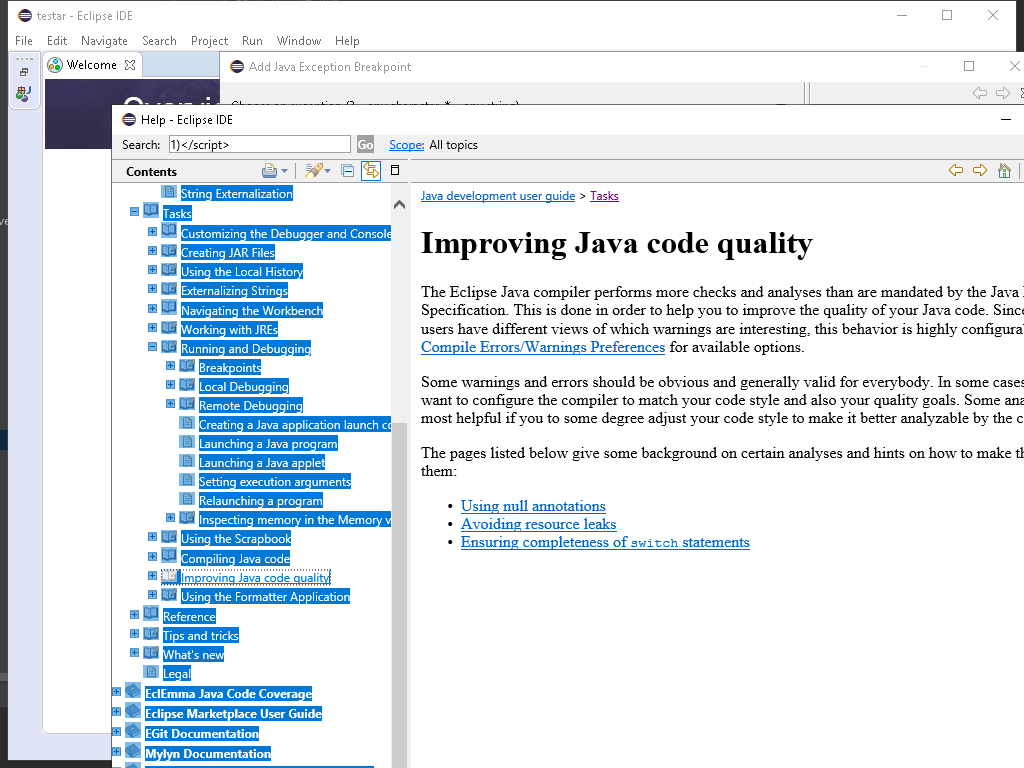 testar - Eclipse IDE
File Edit Navigate Search Project Run Window Help
Welcome
Add Java Exception Breakpoint
Help - Eclipse IDE
Search: 1)</script> Go Scope: All topics
Contents
String Externalization
Tasks
Customizing the Debugger and Console
Creating JAR Files
Using the Local History
Externalizing Strings
Navigating the Workbench
Working with JREs
Running and Debugging
Breakpoints
Local Debugging
Remote Debugging
Creating a Java application launch co
Launching a Java program
Launching a Java applet
Setting execution arguments
Relaunching a program
Inspecting memory in the Memory v
Using the Scrapbook
Compiling Java code
Improving Java code quality
Using the Formatter Application
Reference
Tips and tricks
What's new
Legal
EclEmma Java Code Coverage
Eclipse Marketplace User Guide
EGit Documentation
Mylyn Documentation
Java development user guide > Tasks
Improving Java code quality
The Eclipse Java compiler performs more checks and analyses than are mandated by the Java
Specification. This is done in order to help you to improve the quality of your Java code. Since
users have different views of which warnings are interesting, this behavior is highly configura
Compile Errors/Warnings Preferences for available options.
Some warnings and errors should be obvious and generally valid for everybody. In some cases
want to configure the compiler to match your code style and also your quality goals. Some ana
most helpful if you to some degree adjust your code style to make it better analyzable by the c
The pages listed below give some background on certain analyses and hints on how to make th
them:
• Using null annotations
• Avoiding resource leaks
• Ensuring completeness of switch statements